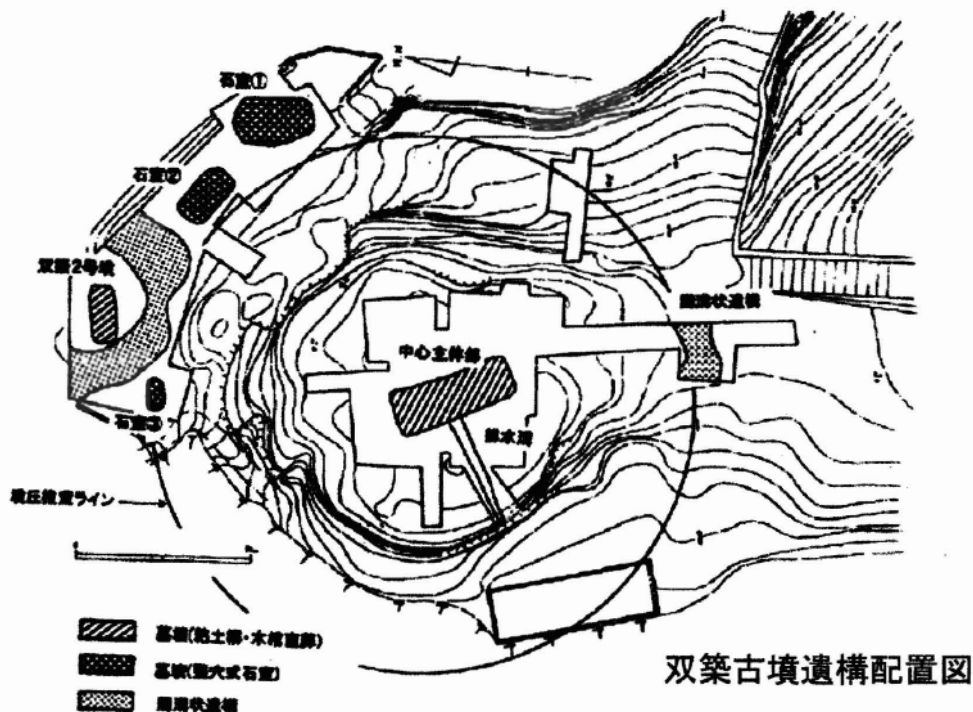 石室①
石室②
双築2号墳
周溝状遺構
中心主体部
排水溝
石室③
墳丘推定ライン
墓壙(粘土槨・木棺直葬)
墓壙(竪穴式石室)
周溝状遺構
双築古墳遺構配置図